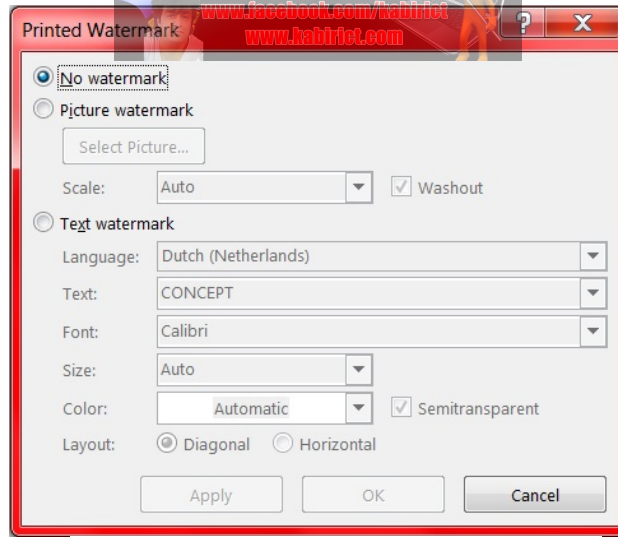 www.facebook.com/kabirict
www.kabirict.com
Printed Watermark
?
X
No watermark
Picture watermark
Select Picture...
Scale: Auto Washout
Text watermark
Language: Dutch (Netherlands)
Text: CONCEPT
Font: Calibri
Size: Auto
Color: Automatic Semitransparent
Layout: Diagonal Horizontal
Apply OK Cancel